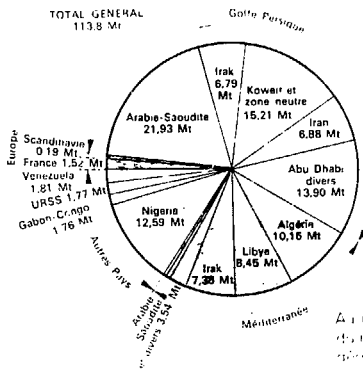 TOTAL GENERAL
113,8 Mt
Golfe Persique
Irak
6,79
Mt
Koweit et
zone neutre
15,21 Mt
Iran
6,88 Mt
Abu Dhabi
divers
13,90 Mt
Algérie
10,15 Mt
Libye
8,45 Mt
Méditerranée
Irak
7,38 Mt
Arabie
Saoudite
et divers 3,54 Mt
Autres Pays
Nigeria
12,59 Mt
Gabon-Congo
1,76 Mt
URSS 1,77 Mt
Venezuela
1,81 Mt
France 1,52 Mt
Scandinavie
0,19 Mt
Europe
Arabie-Saoudite
21,93 Mt